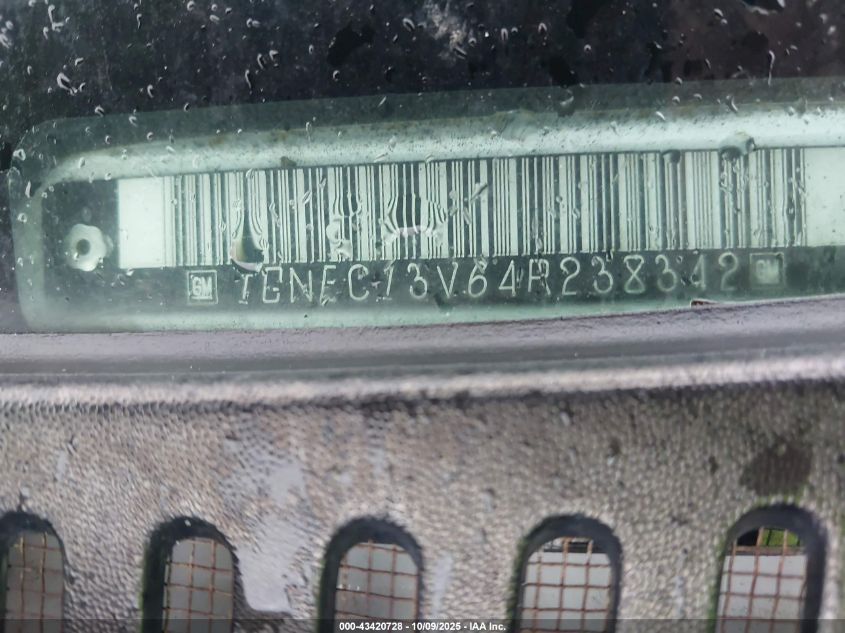 GM 1GNEC13V64R238342 GM
000-43420728 - 10/09/2025 - IAA Inc.